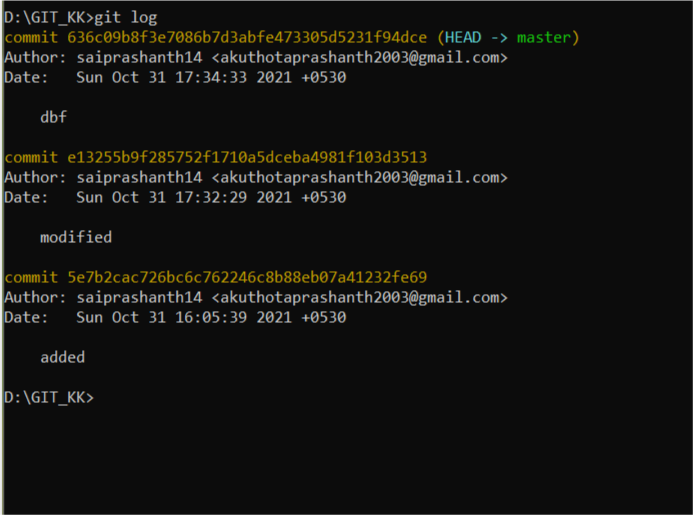 D:\GIT_KK>git log
commit 636c09b8f3e7086b7d3abfe473305d5231f94dce (HEAD -> master)
Author: saiprashanth14 <akuthotaprashanth2003@gmail.com>
Date:   Sun Oct 31 17:34:33 2021 +0530
    dbf
commit e13255b9f285752f1710a5dceba4981f103d3513
Author: saiprashanth14 <akuthotaprashanth2003@gmail.com>
Date:   Sun Oct 31 17:32:29 2021 +0530
    modified
commit 5e7b2cac726bc6c762246c8b88eb07a41232fe69
Author: saiprashanth14 <akuthotaprashanth2003@gmail.com>
Date:   Sun Oct 31 16:05:39 2021 +0530
    added
D:\GIT_KK>